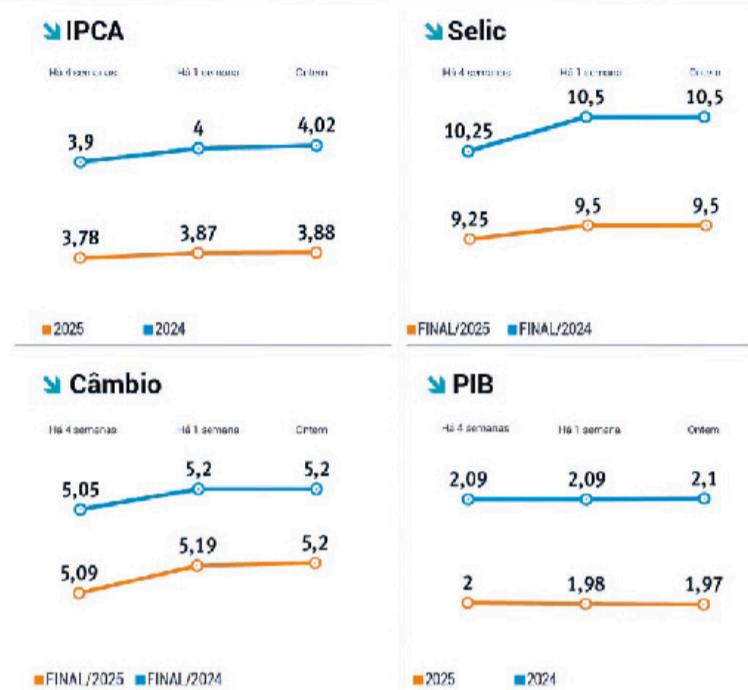 IPCA
Há 4 semanas Há 1 semana Ontem
3,9 4 4,02
3,78 3,87 3,88
2025 2024
Selic
Há 4 semanas Há 1 semana Ontem
10,25 10,5 10,5
9,25 9,5 9,5
FINAL/2025 FINAL/2024
Câmbio
Há 4 semanas Há 1 semana Ontem
5,05 5,2 5,2
5,09 5,19 5,2
FINAL/2025 FINAL/2024
PIB
Há 4 semanas Há 1 semana Ontem
2,09 2,09 2,1
2 1,98 1,97
2025 2024